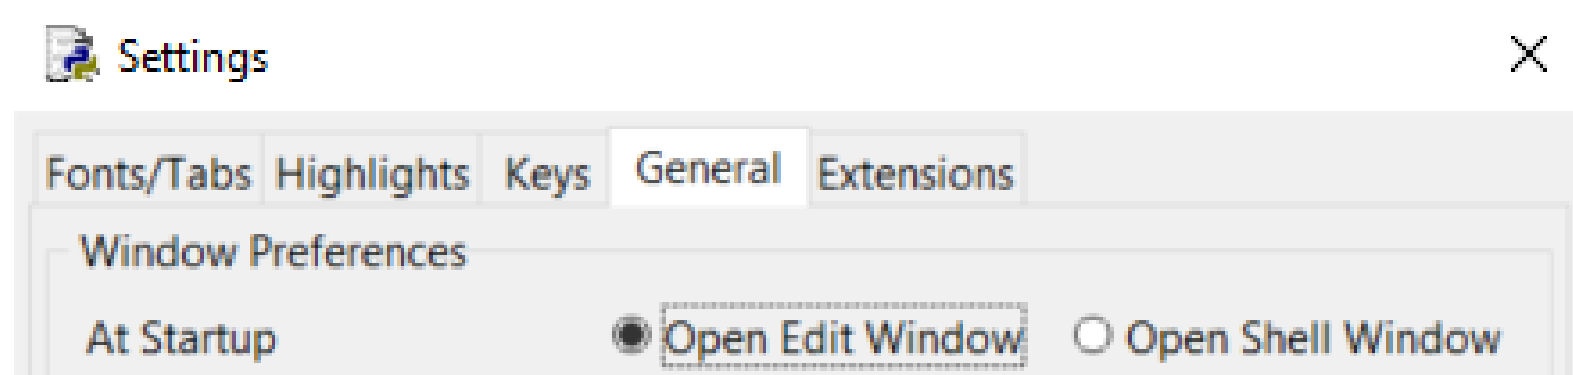 Settings
Fonts/Tabs Highlights Keys General Extensions
Window Preferences
At Startup Open Edit Window Open Shell Window